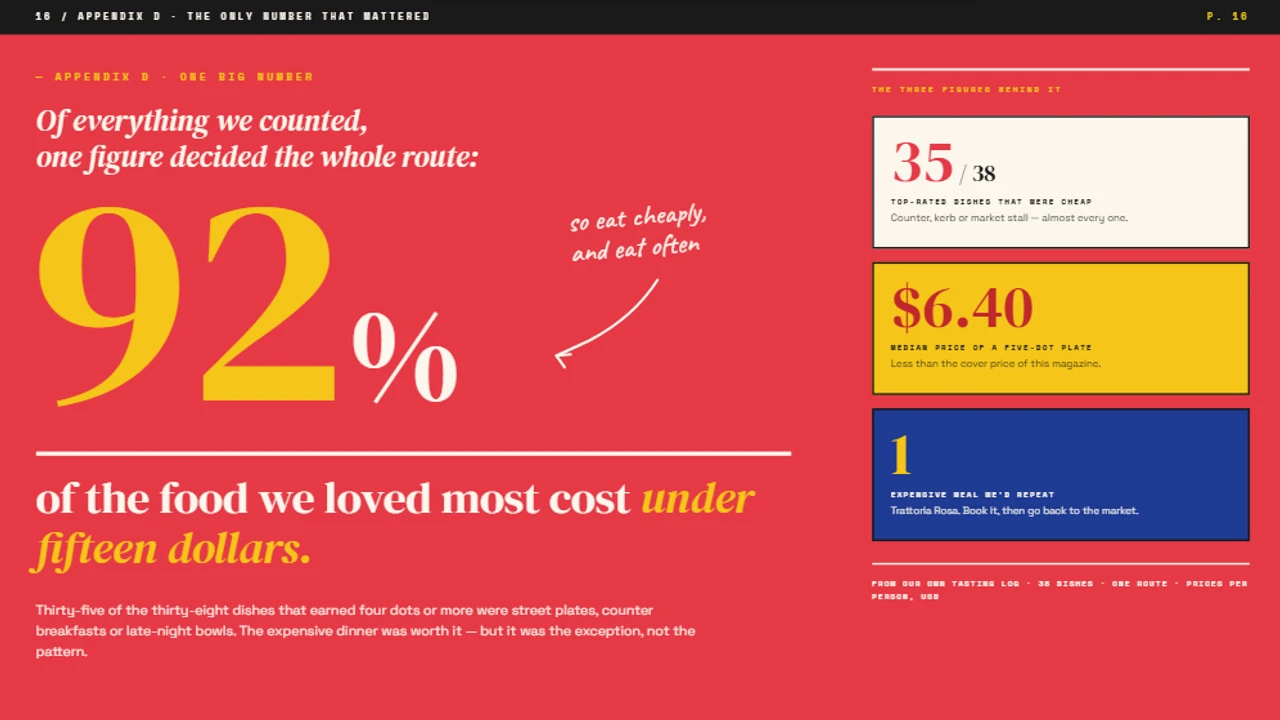 16 / APPENDIX D - THE ONLY NUMBER THAT MATTERED
P. 16
— APPENDIX D · ONE BIG NUMBER
Of everything we counted,
one figure decided the whole route:
92%
so eat cheaply,
and eat often
of the food we loved most cost under
fifteen dollars.
Thirty-five of the thirty-eight dishes that earned four dots or more were street plates, counter
breakfasts or late-night bowls. The expensive dinner was worth it — but it was the exception, not the
pattern.
THE THREE FIGURES BEHIND IT
35 / 38
TOP-RATED DISHES THAT WERE CHEAP
Counter, kerb or market stall — almost every one.
$6.40
MEDIAN PRICE OF A FIVE-DOT PLATE
Less than the cover price of this magazine.
1
EXPENSIVE MEAL WE'D REPEAT
Trattoria Rosa. Book it, then go back to the market.
FROM OUR OWN TASTING LOG · 38 DISHES · ONE ROUTE · PRICES PER
PERSON, USD